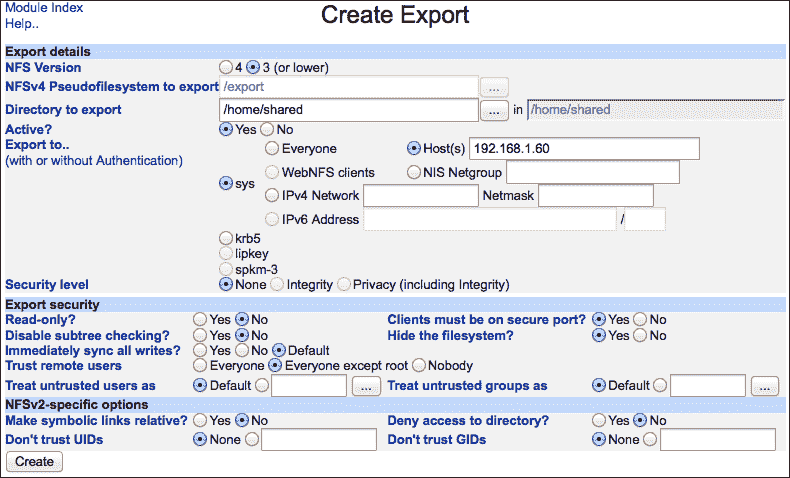 Module Index
Help..
Create Export
Export details
NFS Version 4 3 (or lower)
NFSv4 Pseudofilesystem to export /export ...
Directory to export /home/shared ... in /home/shared
Active? Yes No
Export to.. Everyone Host(s) 192.168.1.60
(with or without Authentication)
WebNFS clients NIS Netgroup
sys
IPv4 Network Netmask
IPv6 Address /
krb5
lipkey
spkm-3
Security level None Integrity Privacy (including Integrity)
Export security
Read-only? Yes No Clients must be on secure port? Yes No
Disable subtree checking? Yes No Hide the filesystem? Yes No
Immediately sync all writes? Yes No Default
Trust remote users Everyone Everyone except root Nobody
Treat untrusted users as Default ... Treat untrusted groups as Default ...
NFSv2-specific options
Make symbolic links relative? Yes No Deny access to directory? Yes No
Don't trust UIDs None Don't trust GIDs None
Create